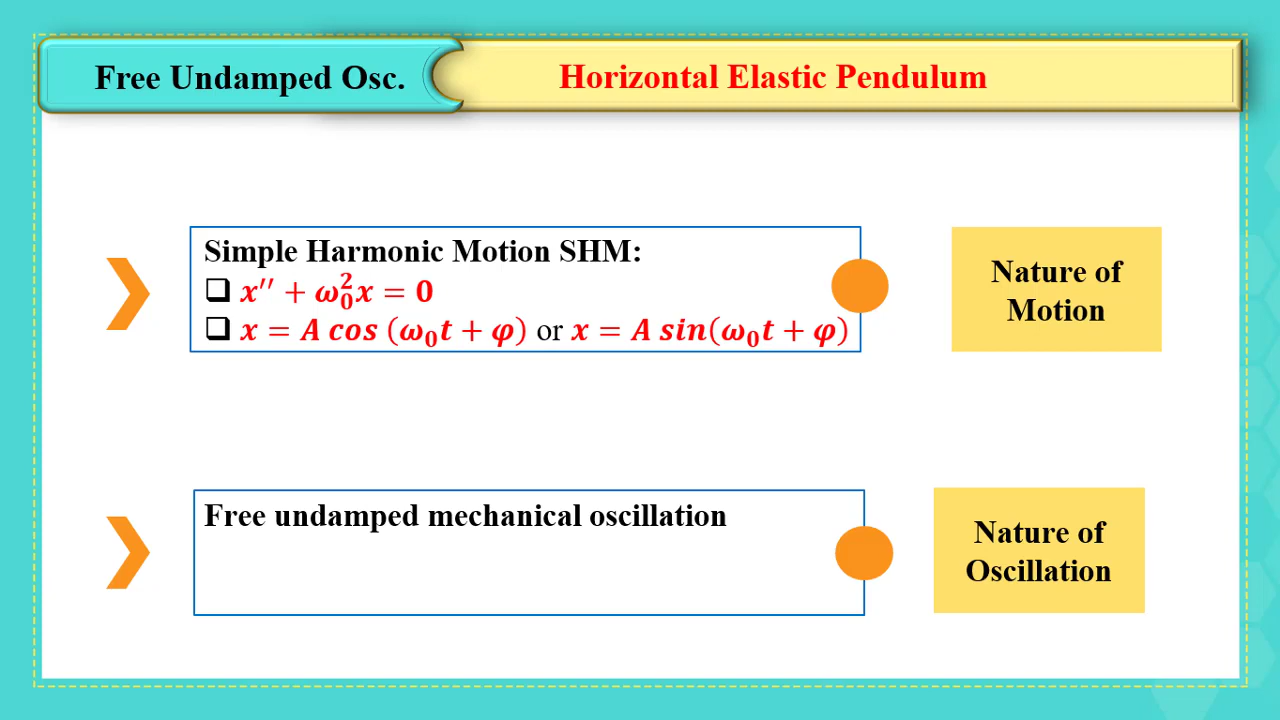 Free Undamped Osc.
Horizontal Elastic Pendulum
Simple Harmonic Motion SHM:
❑ x′′ + ω₀²x = 0
❑ x = A cos (ω₀t + φ) or x = A sin(ω₀t + φ)
Nature of
Motion
Free undamped mechanical oscillation
Nature of
Oscillation